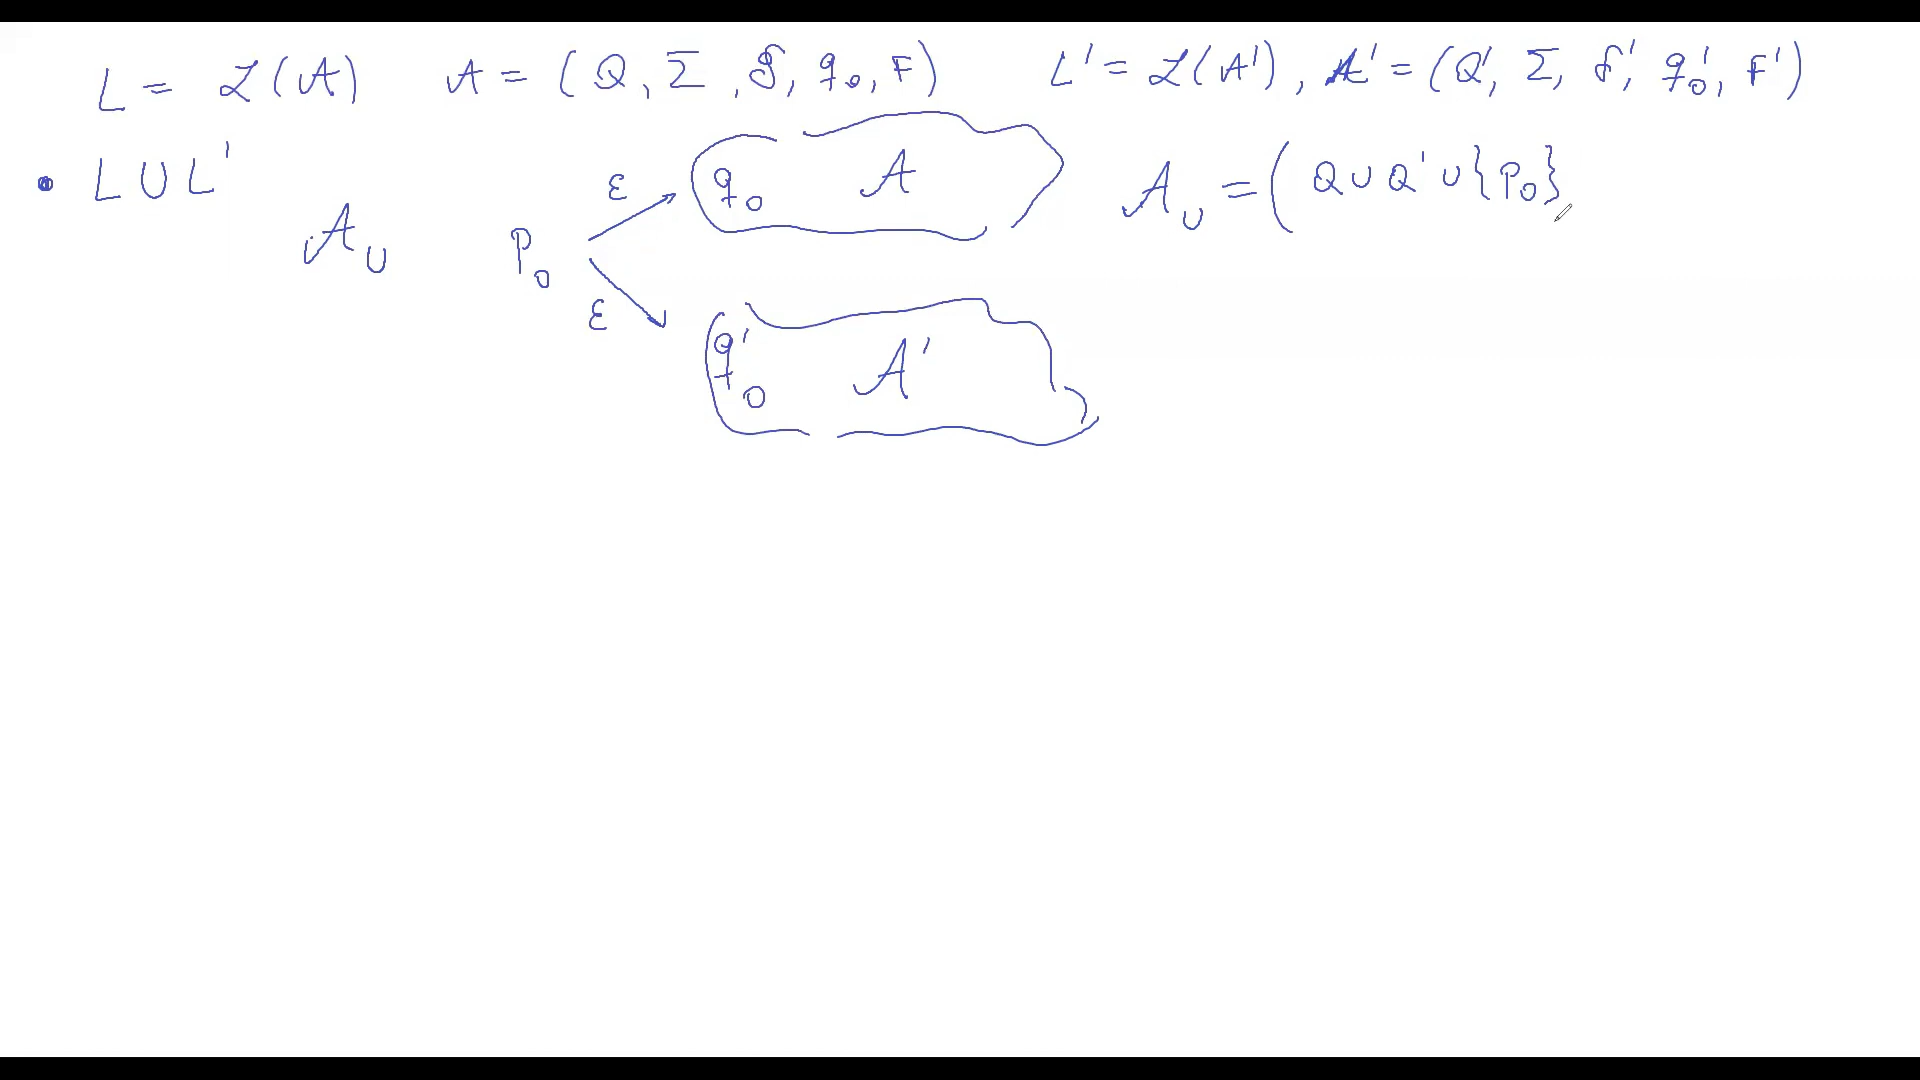 L = ℒ(A) A = (Q, Σ, δ, q₀, F) L' = ℒ(A'), A' = (Q', Σ, δ', q₀', F')
• L ∪ L' ε q₀ A A∪ = (Q ∪ Q' ∪ {p₀}
A∪ p₀
ε q₀' A'